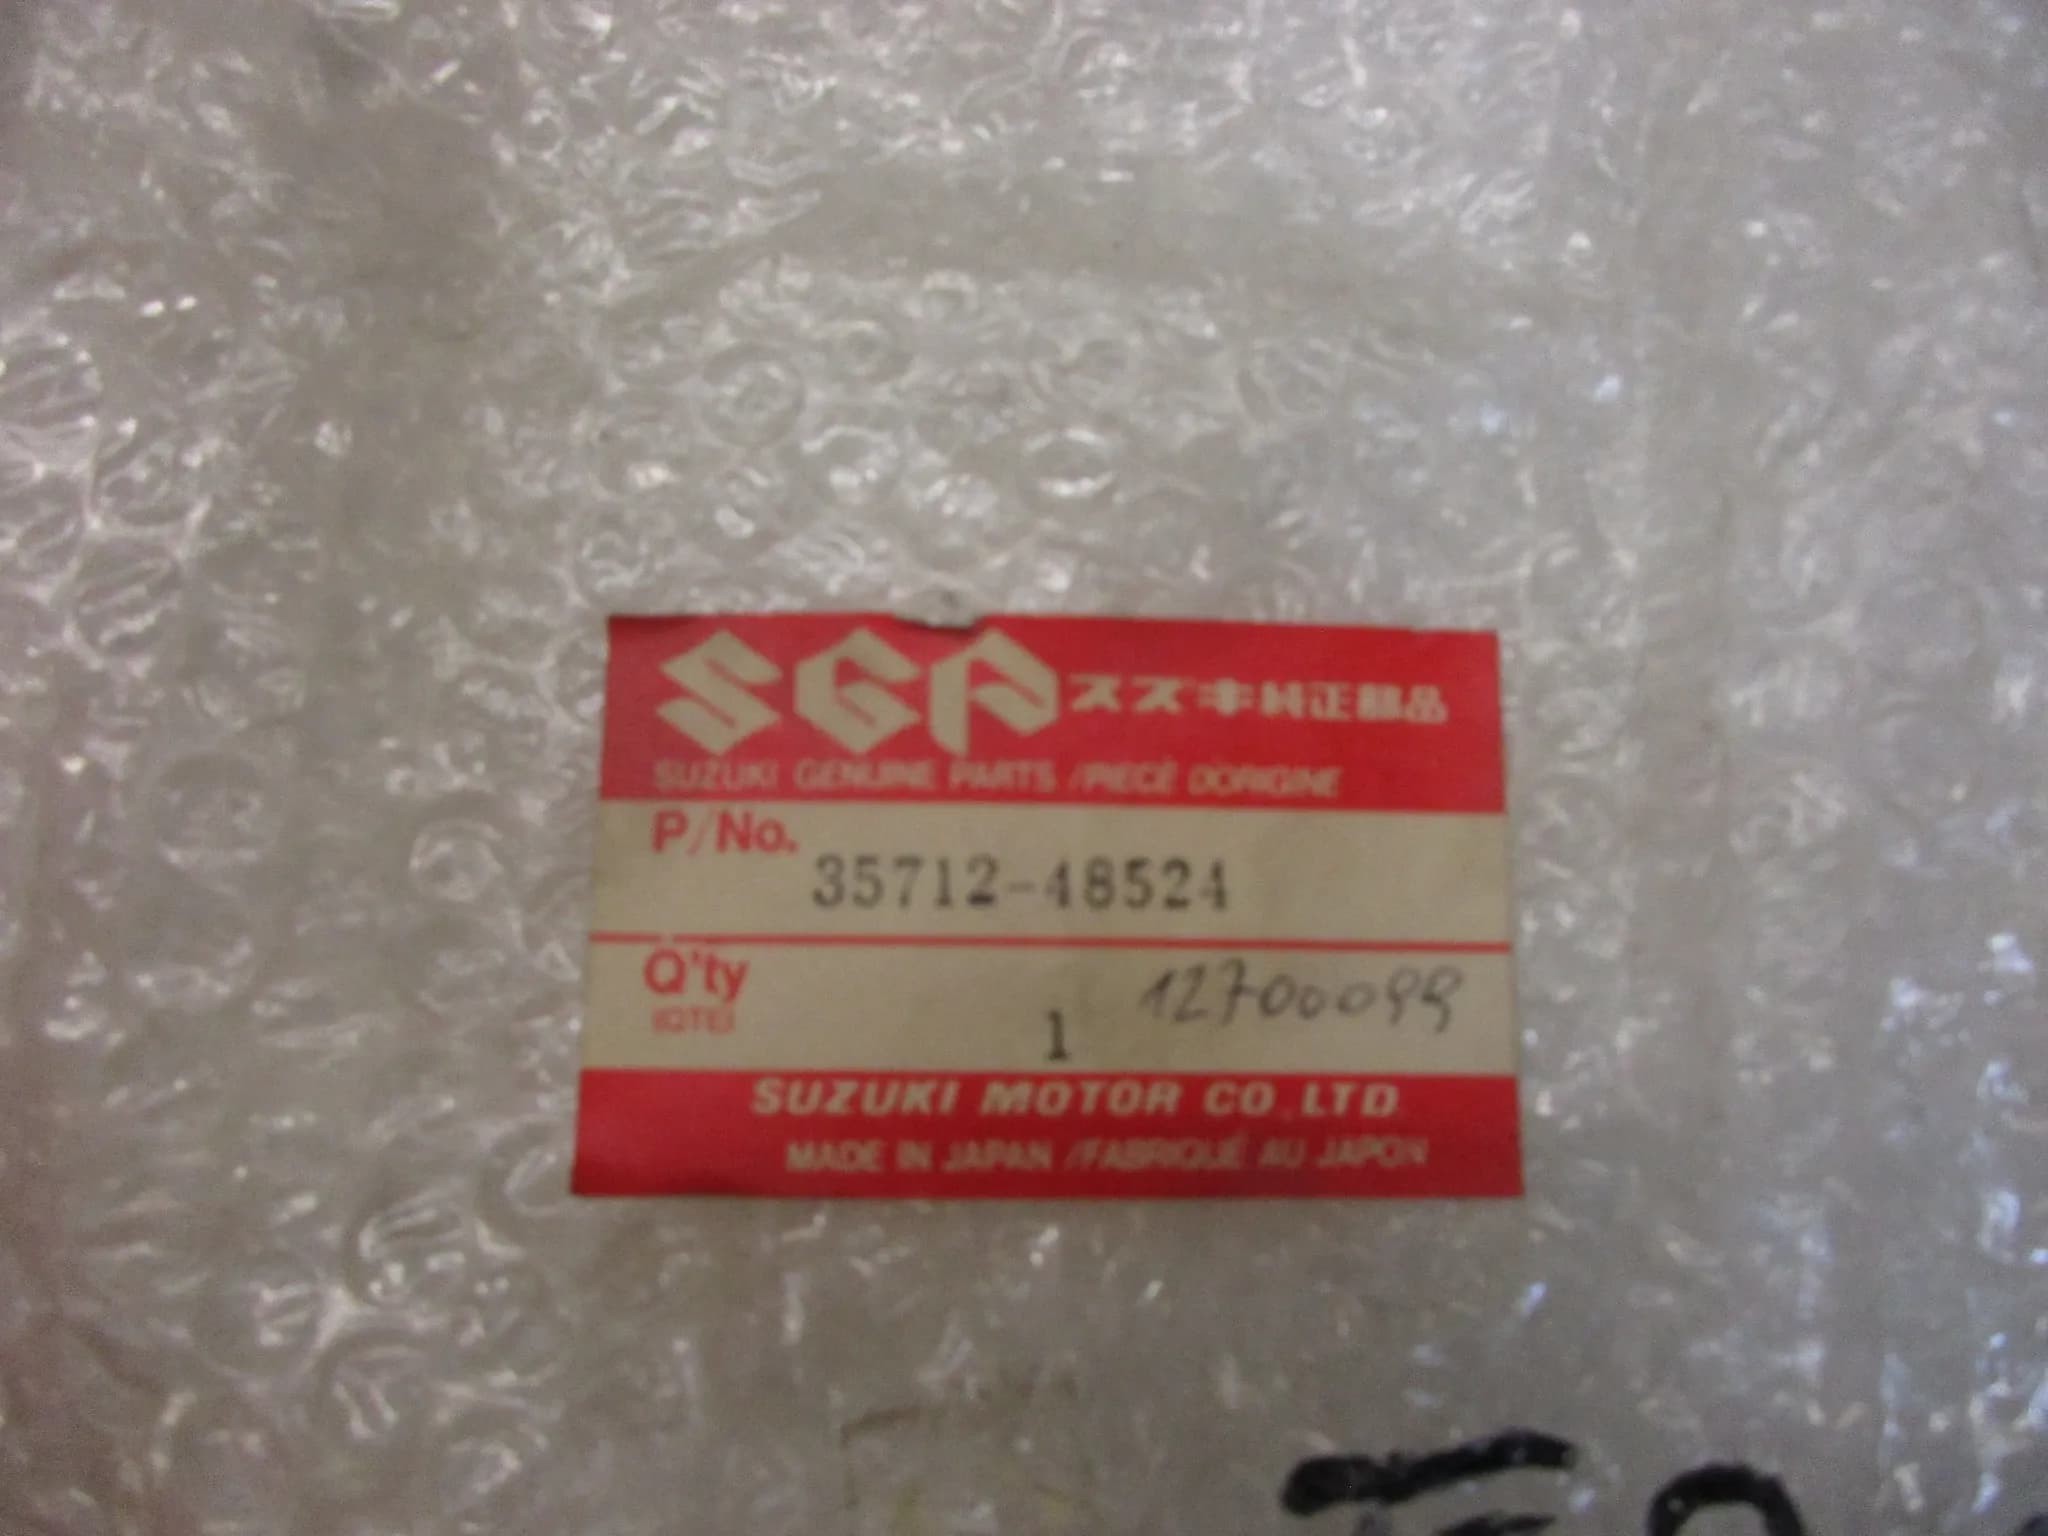 SGP スズキ純正部品
SUZUKI GENUINE PARTS / PIECE D'ORIGINE
P/No.
35712-48524
Q'ty
(QTE)
1
12700099
SUZUKI MOTOR CO., LTD.
MADE IN JAPAN / FABRIQUÉ AU JAPON